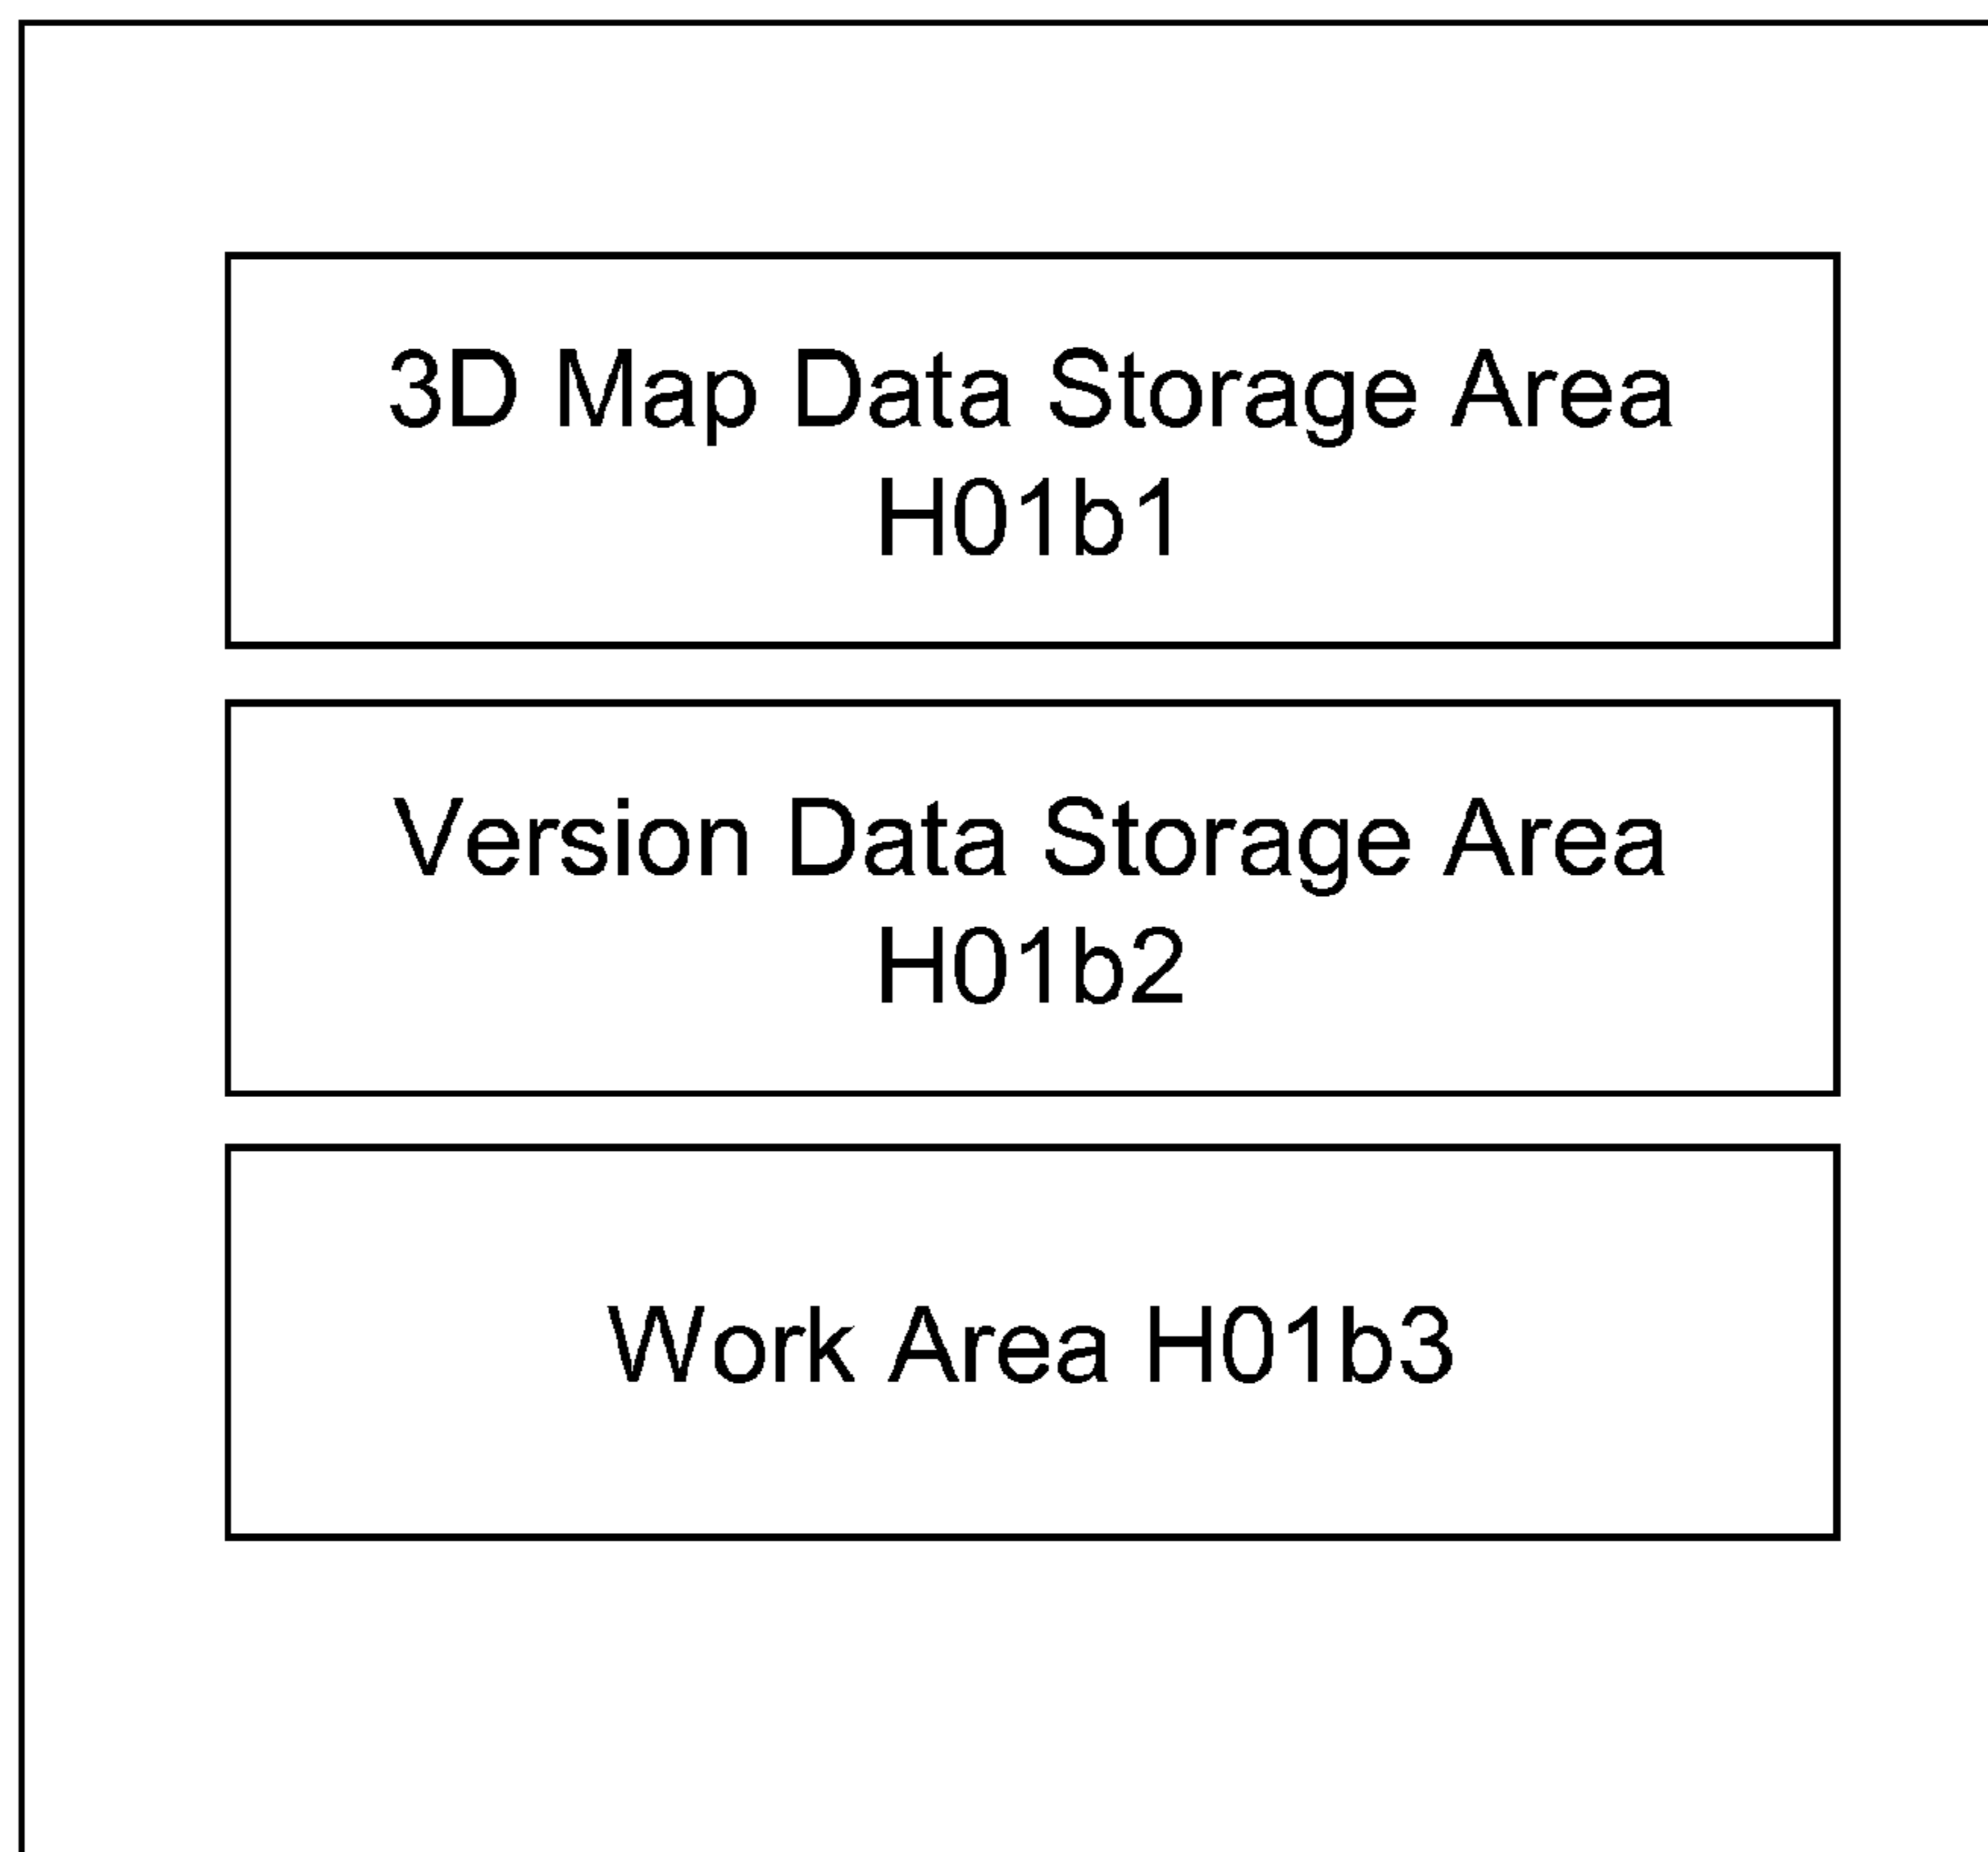 3D Map Data Storage Area
H01b1
Version Data Storage Area
H01b2
Work Area H01b3